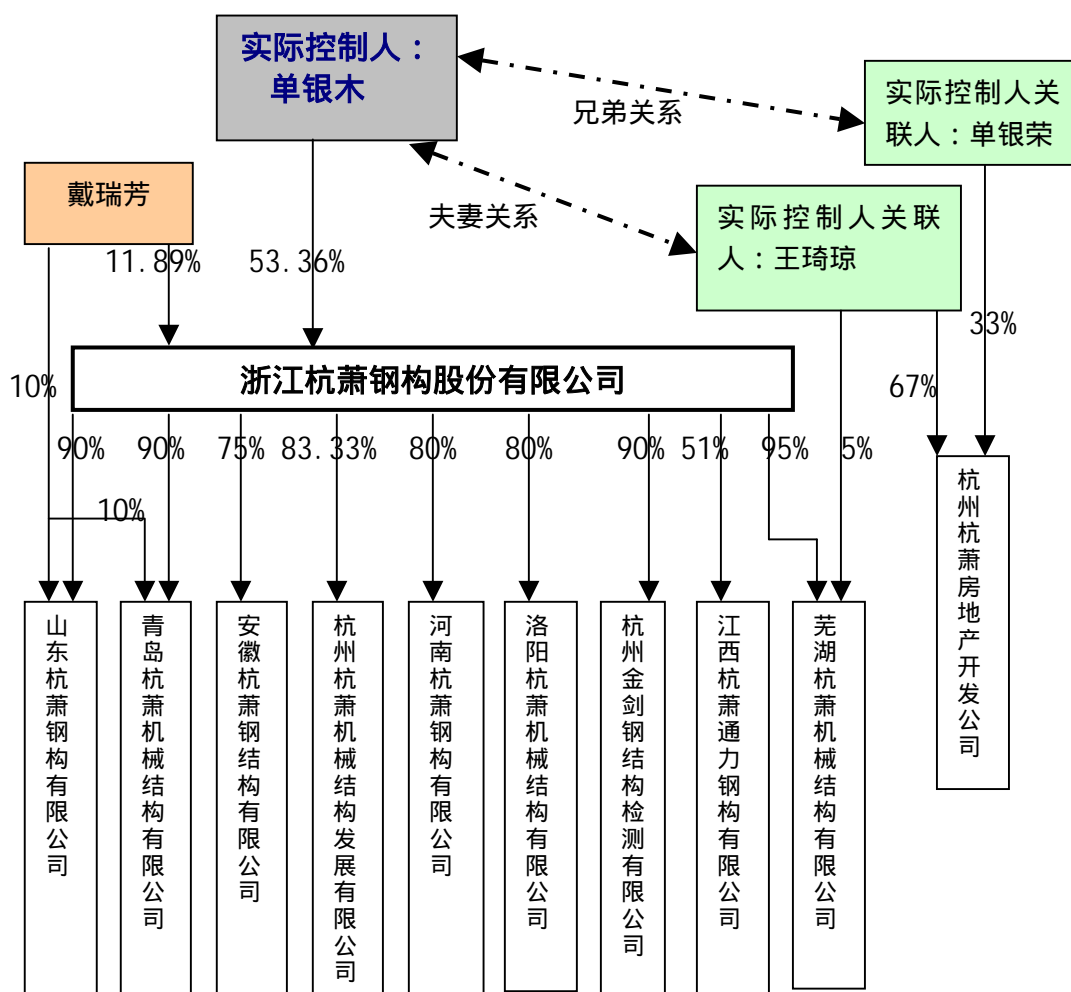 实际控制人：
单银木
兄弟关系
实际控制人关
联人：单银荣
戴瑞芳
夫妻关系
实际控制人关联
人：王琦琼
11.89%
53.36%
33%
浙江杭萧钢构股份有限公司
10%
67%
90%
90%
75%
83.33%
80%
80%
90%
51%
95%
5%
10%
杭州杭萧房地产开发公司
山东杭萧钢构有限公司
青岛杭萧机械结构有限公司
安徽杭萧钢结构有限公司
杭州杭萧机械结构发展有限公司
河南杭萧钢构有限公司
洛阳杭萧机械结构有限公司
杭州金剑钢结构检测有限公司
江西杭萧通力钢构有限公司
芜湖杭萧机械结构有限公司